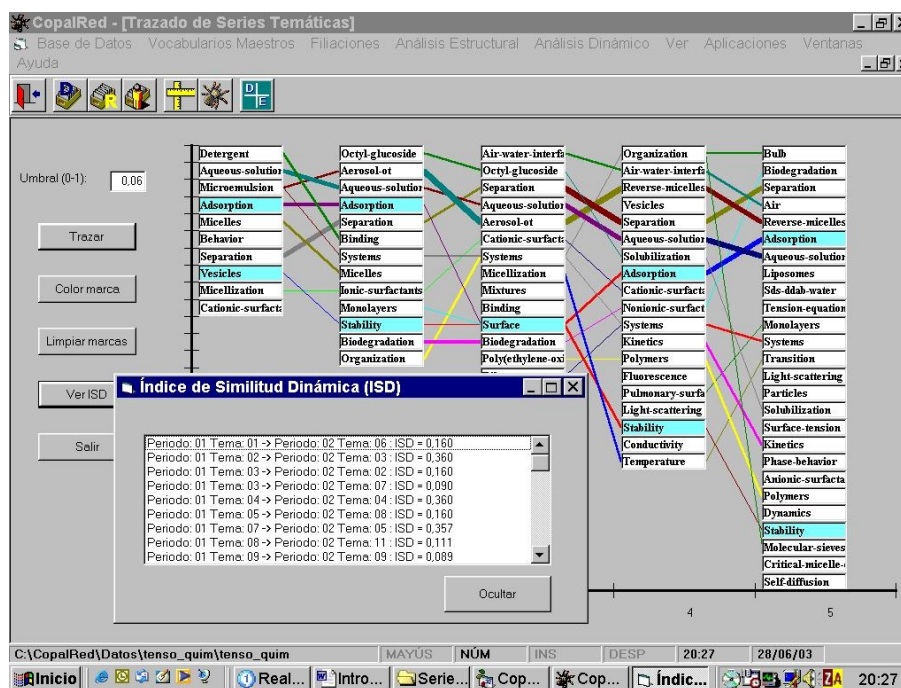 CopalRed - [Trazado de Series Temáticas]
Base de Datos Vocabularios Maestros Filiaciones Análisis Estructural Análisis Dinámico Ver Aplicaciones Ventanas
Ayuda
D R
D E
Umbral (0-1): 0,06
Trazar
Color marca
Limpiar marcas
Ver ISD
Salir
Detergent
Aqueous-solution
Microemulsion
Adsorption
Micelles
Behavior
Separation
Vesicles
Micellization
Cationic-surfacta
Octyl-glucoside
Aerosol-ot
Aqueous-solution
Adsorption
Separation
Binding
Systems
Micelles
Ionic-surfactants
Monolayers
Stability
Biodegradation
Organization
Air-water-interfa
Octyl-glucoside
Separation
Aqueous-solution
Aerosol-ot
Cationic-surfacta
Systems
Micellization
Mixtures
Binding
Surface
Biodegradation
Poly(ethylene-oxi
Organization
Air-water-interfa
Reverse-micelles
Vesicles
Separation
Aqueous-solution
Solubilization
Adsorption
Cationic-surfacta
Nonionic-surfact
Systems
Kinetics
Polymers
Fluorescence
Pulmonary-surfa
Light-scattering
Stability
Conductivity
Temperature
Bulb
Biodegradation
Separation
Air
Reverse-micelles
Adsorption
Aqueous-solution
Liposomes
Sds-ddab-water
Tension-equation
Monolayers
Systems
Transition
Light-scattering
Particles
Solubilization
Surface-tension
Kinetics
Phase-behavior
Anionic-surfacta
Polymers
Dynamics
Stability
Molecular-sieves
Critical-micelle-
Self-diffusion
4 5
Índice de Similitud Dinámica (ISD)
Periodo: 01 Tema: 01 -> Periodo: 02 Tema: 06 : ISD = 0,160
Periodo: 01 Tema: 02 -> Periodo: 02 Tema: 03 : ISD = 0,360
Periodo: 01 Tema: 03 -> Periodo: 02 Tema: 02 : ISD = 0,160
Periodo: 01 Tema: 03 -> Periodo: 02 Tema: 07 : ISD = 0,090
Periodo: 01 Tema: 04 -> Periodo: 02 Tema: 04 : ISD = 0,360
Periodo: 01 Tema: 05 -> Periodo: 02 Tema: 08 : ISD = 0,160
Periodo: 01 Tema: 07 -> Periodo: 02 Tema: 05 : ISD = 0,357
Periodo: 01 Tema: 08 -> Periodo: 02 Tema: 11 : ISD = 0,111
Periodo: 01 Tema: 09 -> Periodo: 02 Tema: 09 : ISD = 0,089
Ocultar
C:\CopalRed\Datos\tenso_quim\tenso_quim MAYÚS NÚM INS DESP 20:27 28/06/03
Inicio Real... Intro... Serie... Cop... Cop... Índic... ZA 20:27